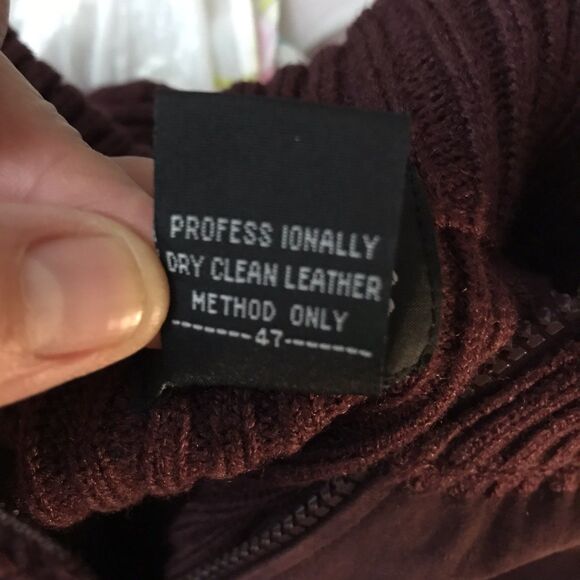 PROFESS IONALLY
DRY CLEAN LEATHER
METHOD ONLY
-------47-------